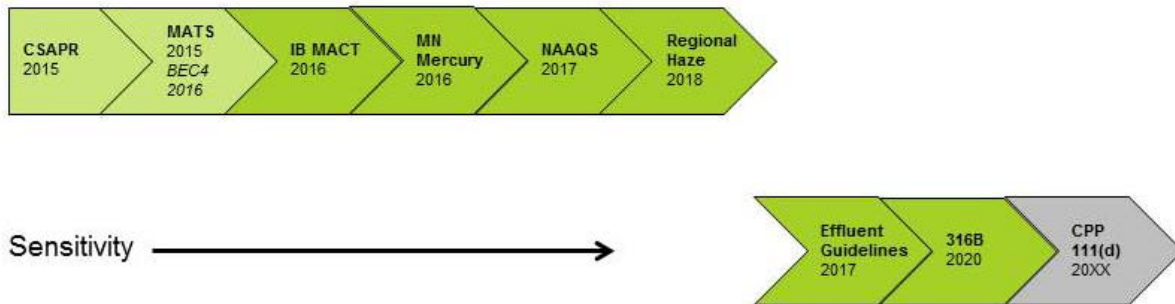 CSAPR
2015
MATS
2015
BEC4
2016
IB MACT
2016
MN
Mercury
2016
NAAQS
2017
Regional
Haze
2018
Sensitivity
Effluent
Guidelines
2017
316B
2020
CPP
111(d)
20XX